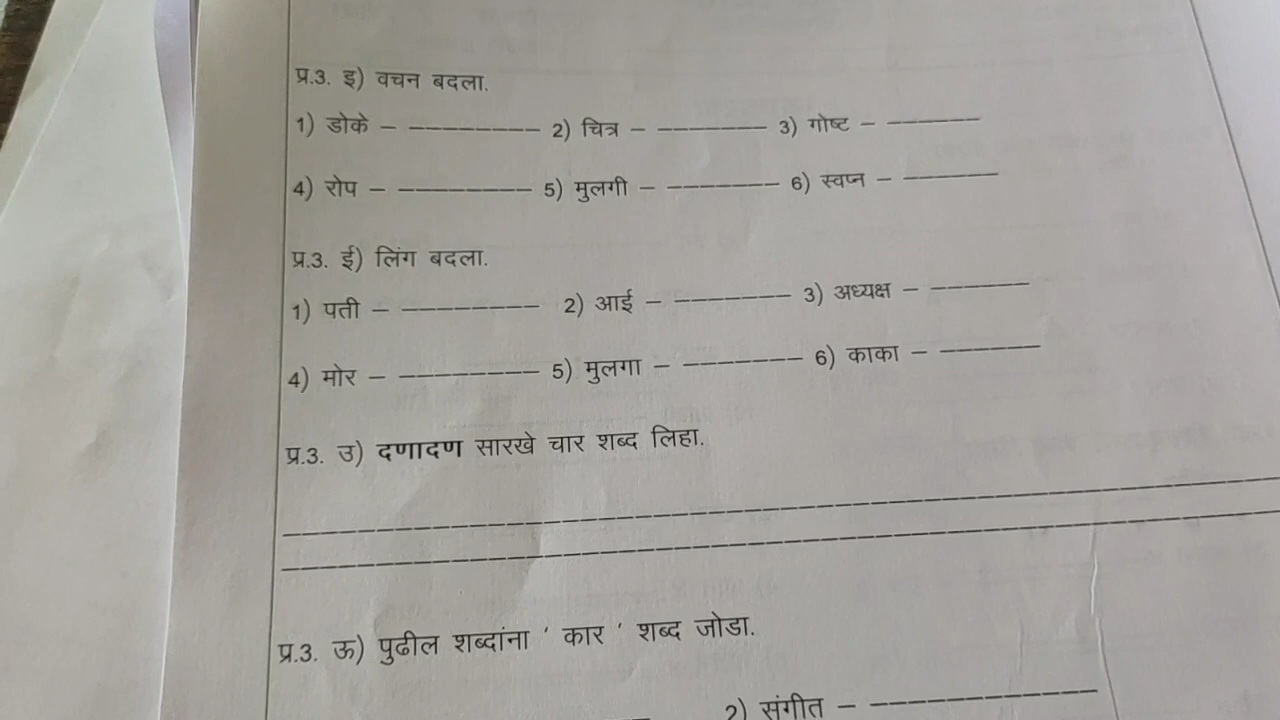 प्र.3. इ) वचन बदला.
1) डोके – –––––––––– 2) चित्र – –––––––– 3) गोष्ट – –––––––
4) रोप – –––––––––– 5) मुलगी – –––––––– 6) स्वप्न – –––––––
प्र.3. ई) लिंग बदला.
1) पती – –––––––––– 2) आई – –––––––– 3) अध्यक्ष – –––––––
4) मोर – –––––––––– 5) मुलगा – –––––––– 6) काका – –––––––
प्र.3. उ) दणादण सारखे चार शब्द लिहा.
प्र.3. ऊ) पुढील शब्दांना ' कार ' शब्द जोडा.
2) संगीत – ––––––––––––––